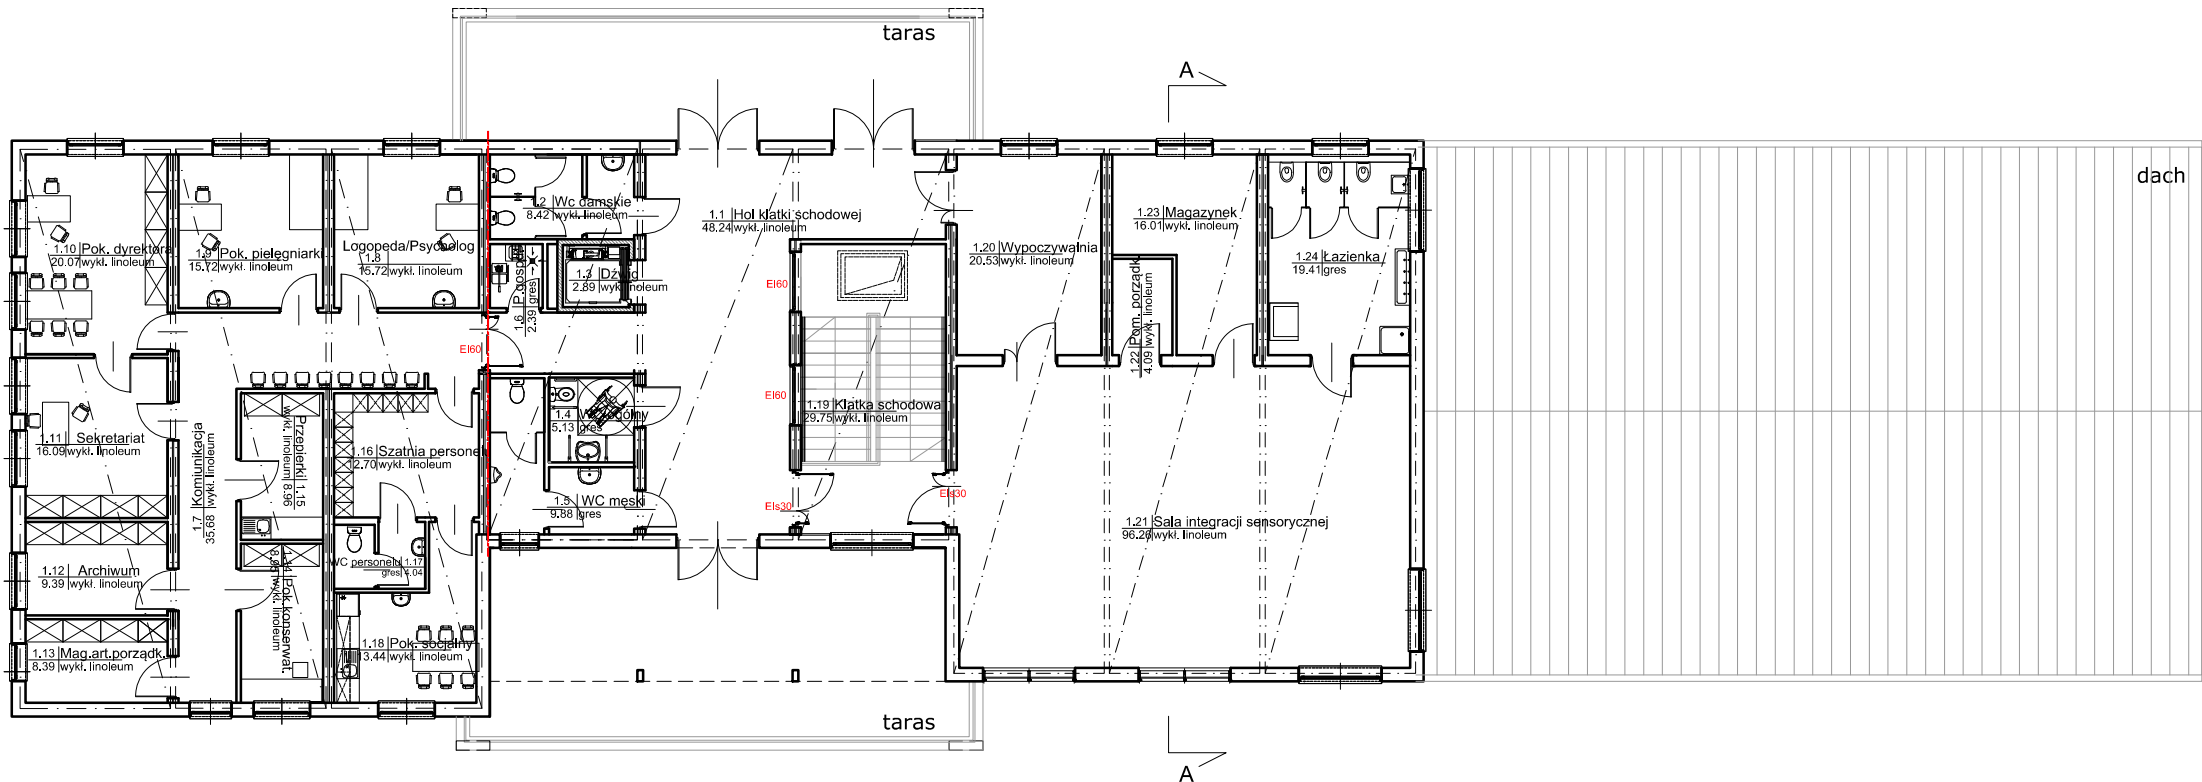 taras
A
dach
1.2 Wc damskie
8.42 wykł. linoleum
1.1 Hol klatki schodowej
48.24 wykł. linoleum
1.23 Magazynek
16.01 wykł. linoleum
1.10 Pok. dyrektora
20.07 wykł. linoleum
1.9 Pok. pielęgniarki
15.72 wykł. linoleum
Logopeda/Psycholog
1.8
15.72 wykł. linoleum
1.6 P.gosp.
2.39 gres
1.3 Dźwig
2.89 wykł. linoleum
1.20 Wypoczywalnia
20.53 wykł. linoleum
1.24 Łazienka
19.41 gres
EI60
EI60
1.22 Pom. porządk.
4.09 wykł. linoleum
EI60
1.19 Klatka schodowa
29.75 wykł. linoleum
1.4
5.13 gres
1.11 Sekretariat
16.09 wykł. linoleum
1.7 Komunikacja
35.68 wykł. linoleum
Przepierki 1.15
wykł. linoleum 8.96
1.16 Szatnia personelu
12.70 wykł. linoleum
1.5 WC męski
9.88 gres
EIs30
EIs30
1.21 Sala integracji sensorycznej
96.26 wykł. linoleum
1.12 Archiwum
9.39 wykł. linoleum
1.14 Pok.konserwat.
wykł. linoleum
WC personelu 1.17
gres 4.04
1.13 Mag.art.porządk.
8.39 wykł. linoleum
1.18 Pok. socjalny
13.44 wykł. linoleum
taras
A